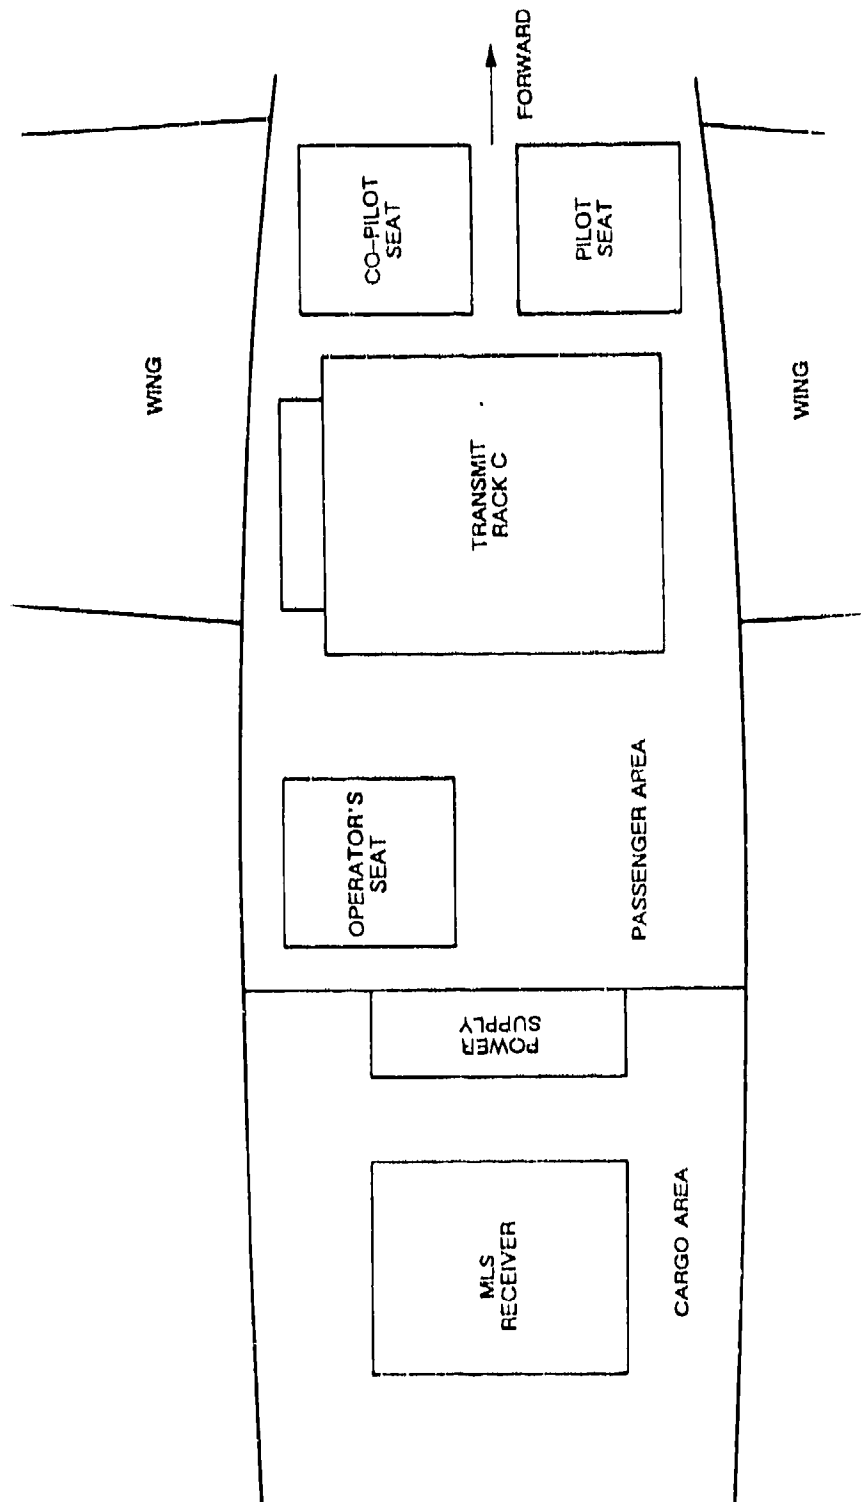 FORWARD
CO-PILOT
SEAT
PILOT
SEAT
WING
WING
TRANSMIT
RACK C
OPERATOR'S
SEAT
PASSENGER AREA
POWER
SUPPLY
MLS
RECEIVER
CARGO AREA